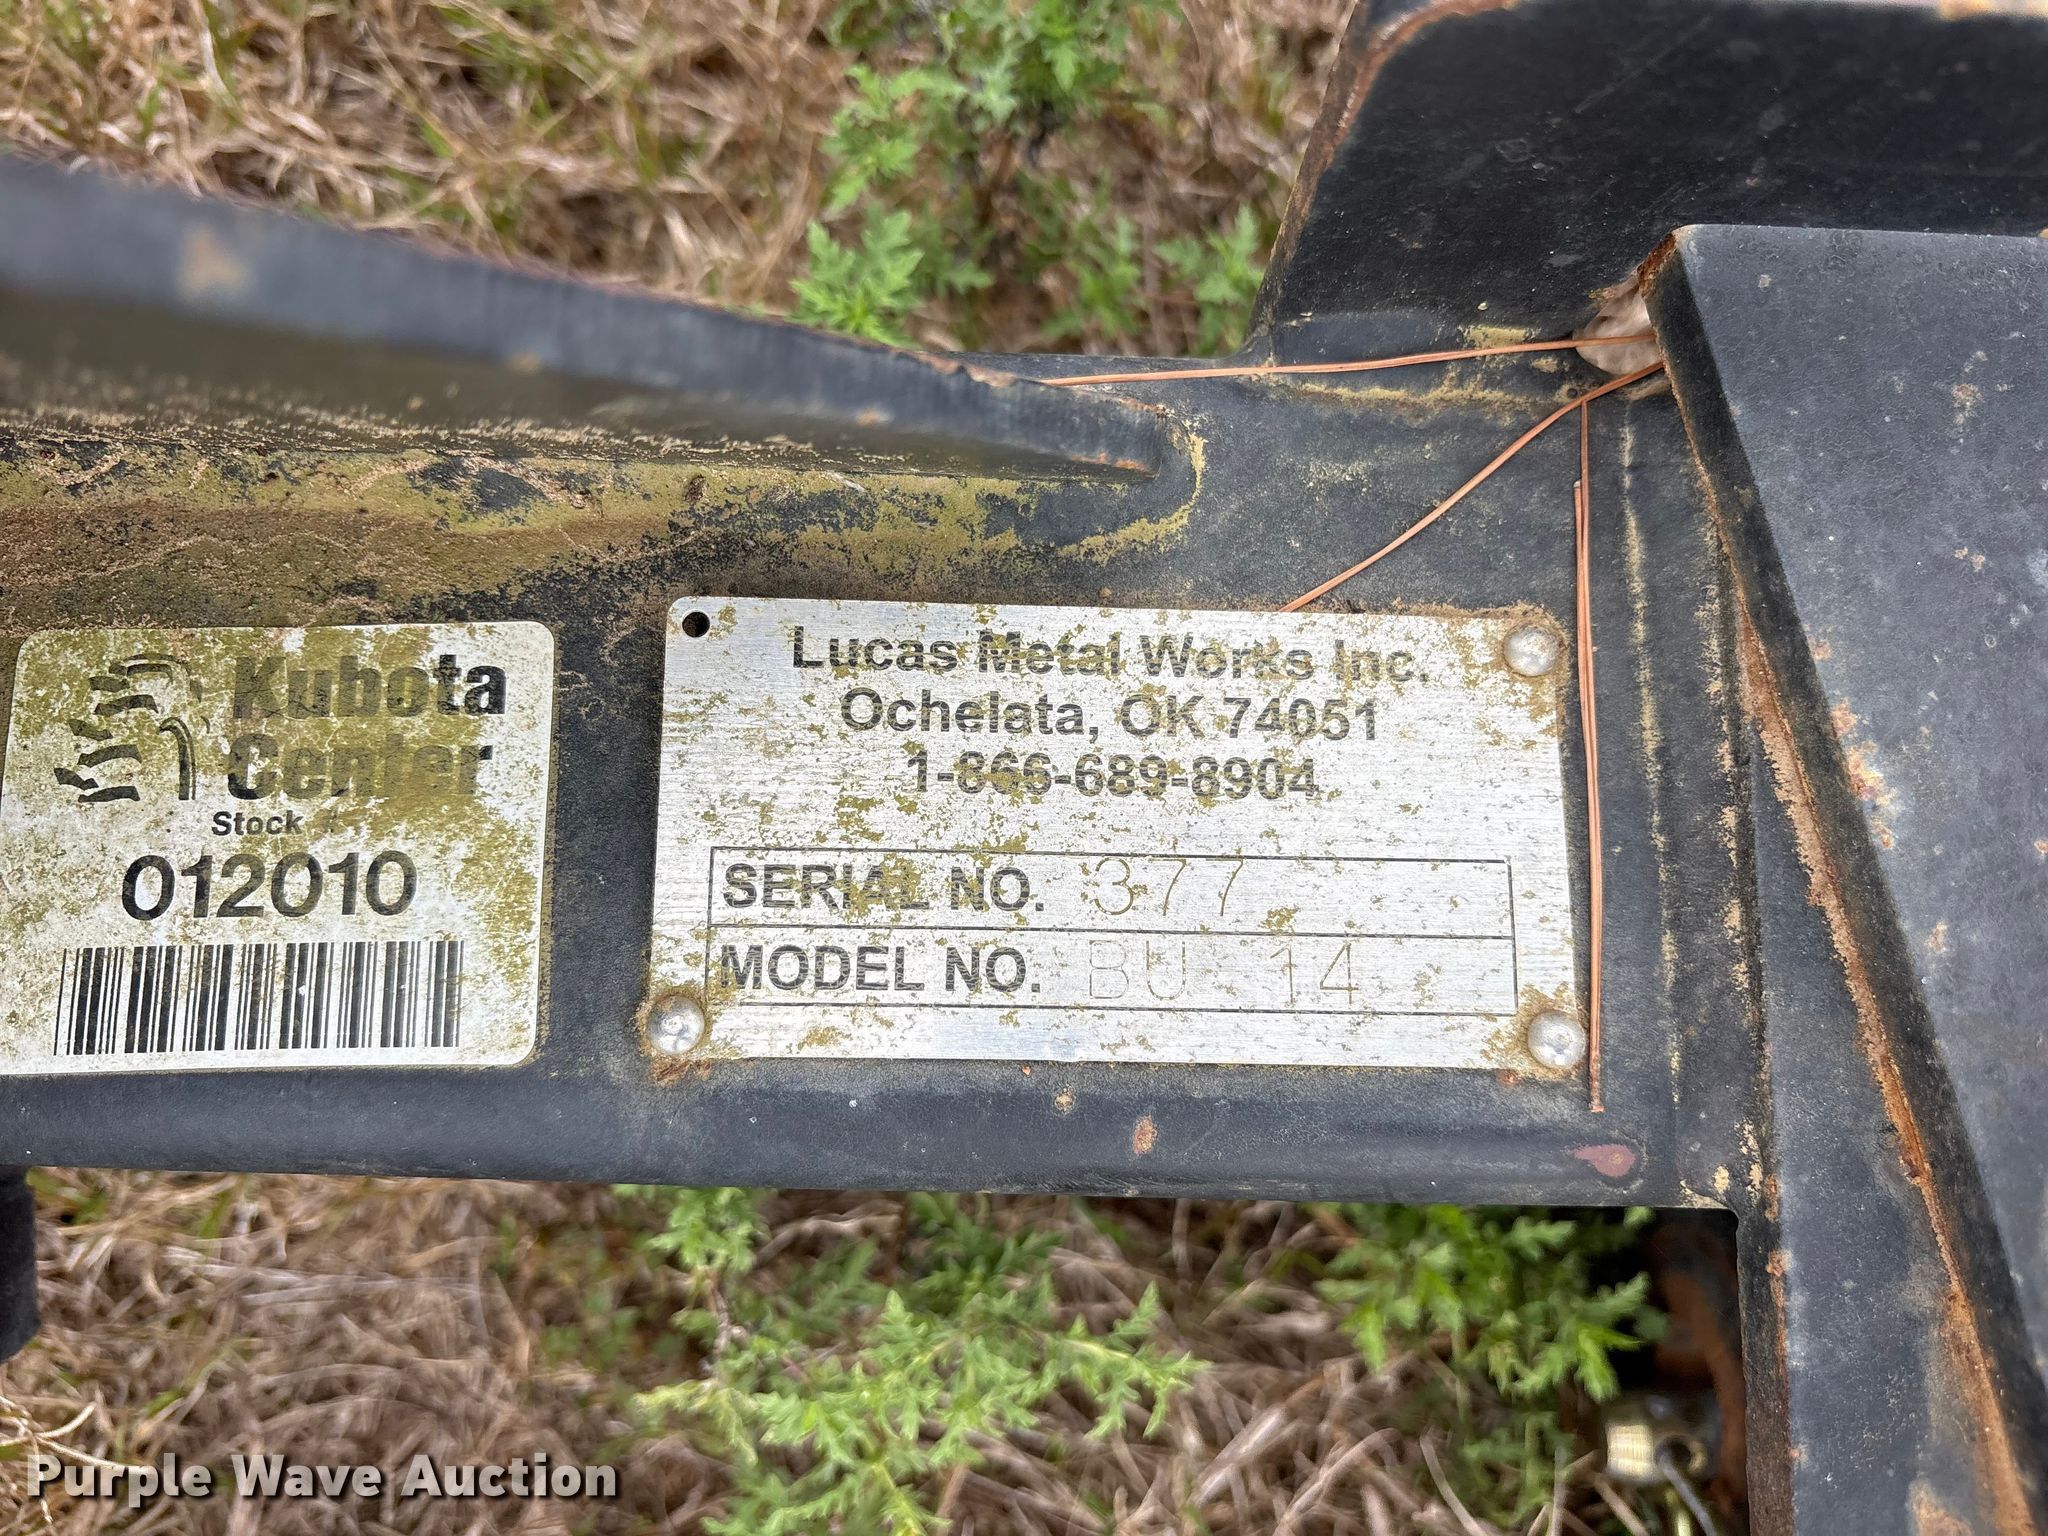 Kubota
Center
Stock #
012010
Lucas Metal Works Inc.
Ochelata, OK 74051
1-866-689-8904
SERIAL NO. 377
MODEL NO. BU 14
Purple Wave Auction